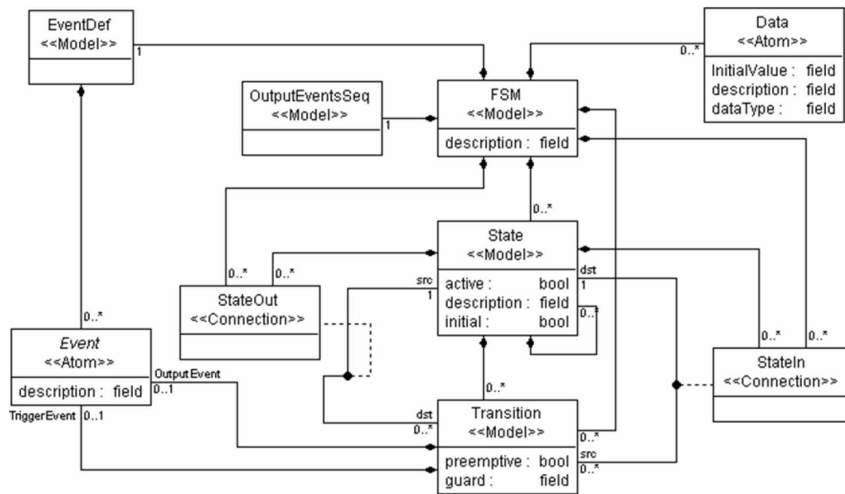 EventDef
<<Model>>
1
Data
<<Atom>>
InitialValue : field
description : field
dataType : field
0..*
OutputEventsSeq
<<Model>>
1
FSM
<<Model>>
description : field
0..*
0..*
0..*
State
<<Model>>
active : bool
description : field
initial : bool
src
1
dst
1
0..*
StateOut
<<Connection>>
0..*
0..*
0..*
StateIn
<<Connection>>
Event
<<Atom>>
description : field
OutputEvent
0..1
TriggerEvent
0..1
0..*
dst
0..*
Transition
<<Model>>
preemptive : bool
guard : field
0..*
src
0..*